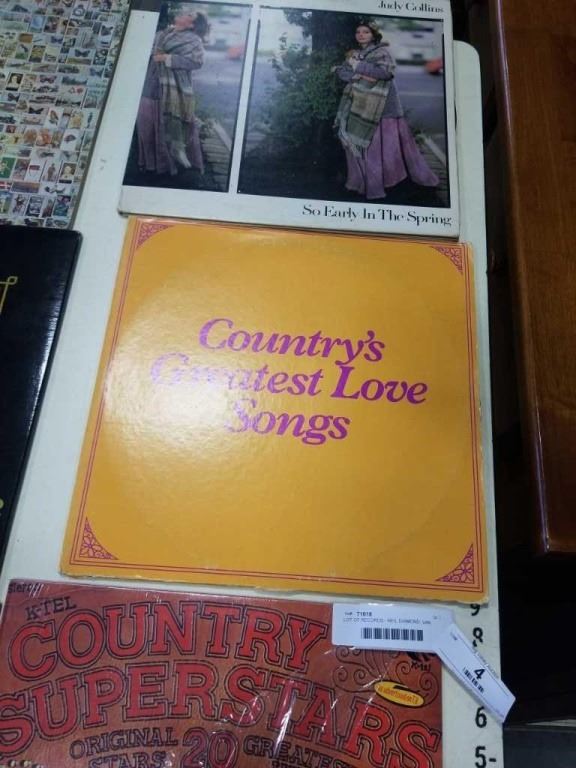 Judy Collins
So Early In The Spring
Country's
Greatest Love
Songs
K-TEL
COUNTRY
SUPERSTARS
ORIGINAL 20 GREATEST
STARS
71618
LOT OF RECORDS- NEIL DIAMOND, VAN
4
9
8
6
5-